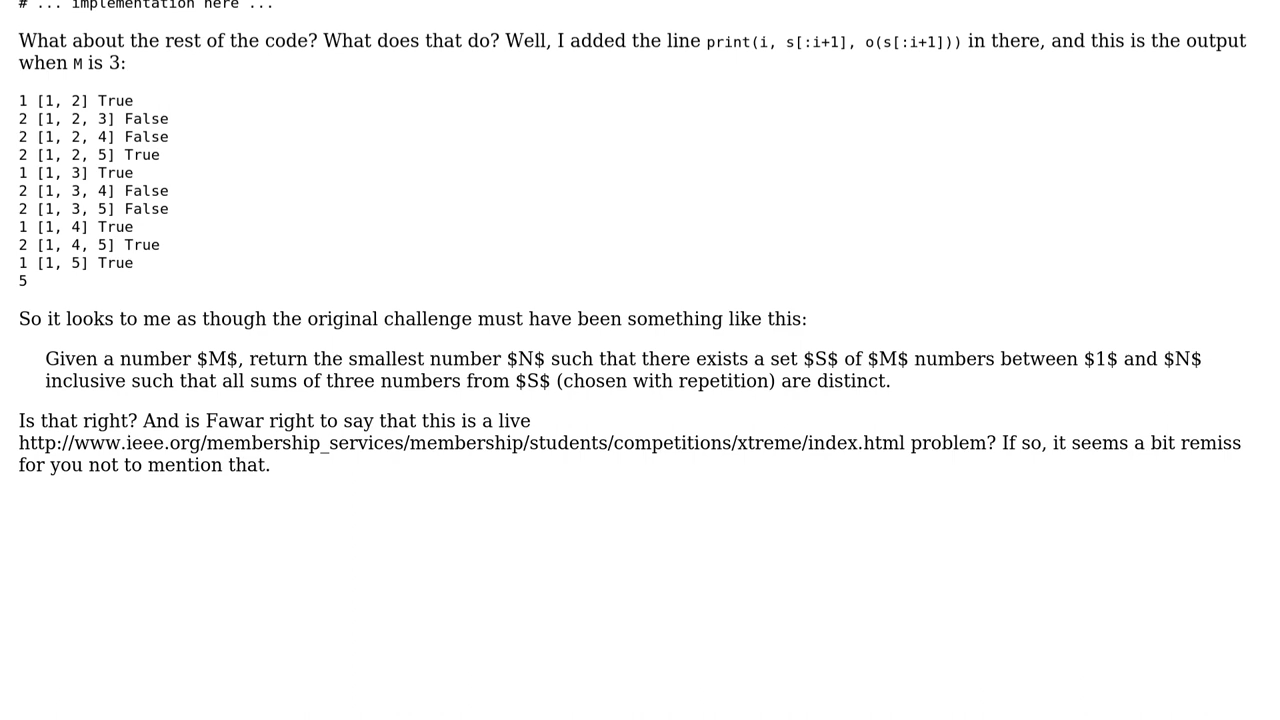 # ... implementation here ...
What about the rest of the code? What does that do? Well, I added the line print(i, s[:i+1], o(s[:i+1])) in there, and this is the output
when M is 3:
1 [1, 2] True
2 [1, 2, 3] False
2 [1, 2, 4] False
2 [1, 2, 5] True
1 [1, 3] True
2 [1, 3, 4] False
2 [1, 3, 5] False
1 [1, 4] True
2 [1, 4, 5] True
1 [1, 5] True
5
So it looks to me as though the original challenge must have been something like this:
Given a number $M$, return the smallest number $N$ such that there exists a set $S$ of $M$ numbers between $1$ and $N$
inclusive such that all sums of three numbers from $S$ (chosen with repetition) are distinct.
Is that right? And is Fawar right to say that this is a live
http://www.ieee.org/membership_services/membership/students/competitions/xtreme/index.html problem? If so, it seems a bit remiss
for you not to mention that.